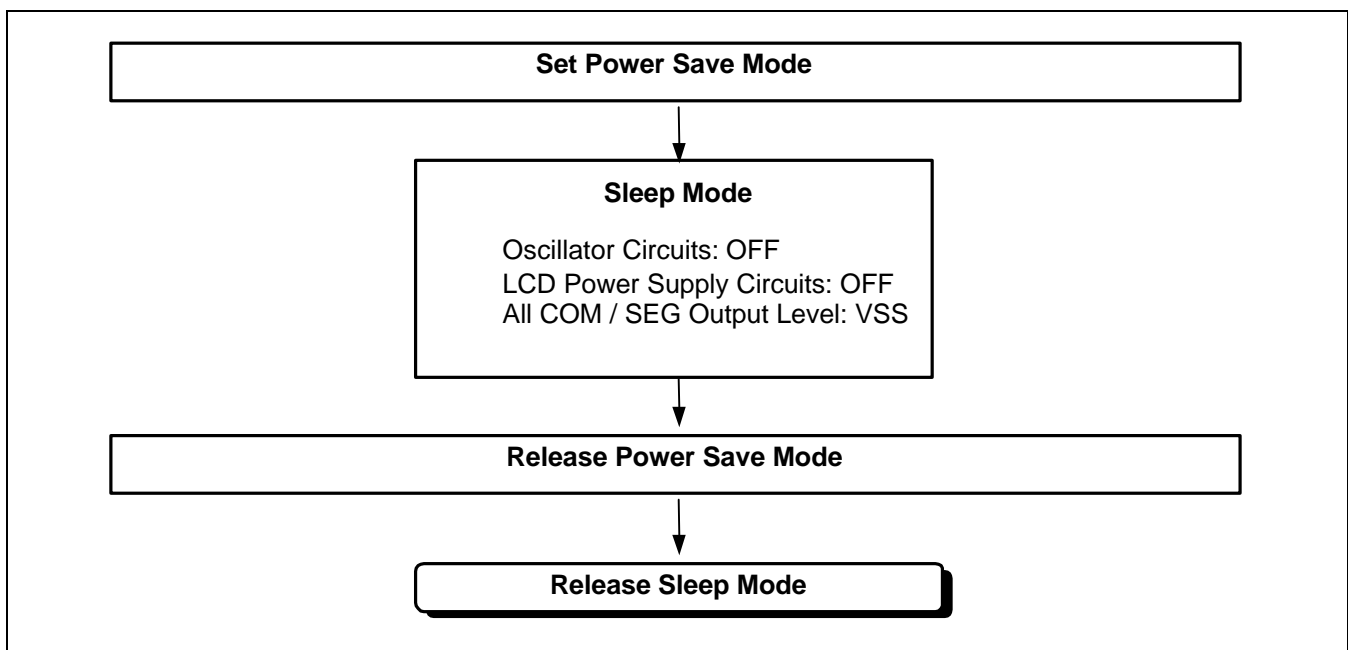 Set Power Save Mode
Sleep Mode
Oscillator Circuits: OFF
LCD Power Supply Circuits: OFF
All COM / SEG Output Level: VSS
Release Power Save Mode
Release Sleep Mode